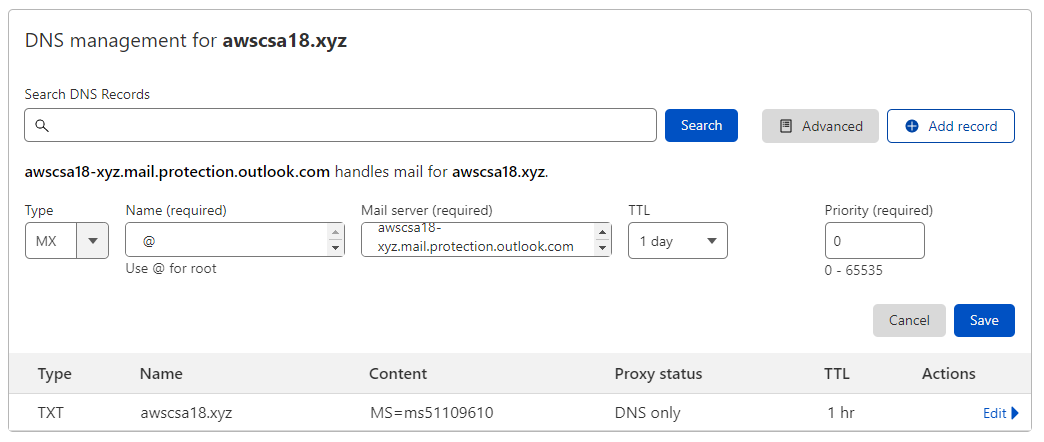 DNS management for awscsa18.xyz
Search DNS Records
Search
Advanced
Add record
awscsa18-xyz.mail.protection.outlook.com handles mail for awscsa18.xyz.
Type Name (required) Mail server (required) TTL Priority (required)
MX @ awscsa18-
xyz.mail.protection.outlook.com 1 day 0
Use @ for root 0 - 65535
Cancel Save
Type Name Content Proxy status TTL Actions
TXT awscsa18.xyz MS=ms51109610 DNS only 1 hr Edit